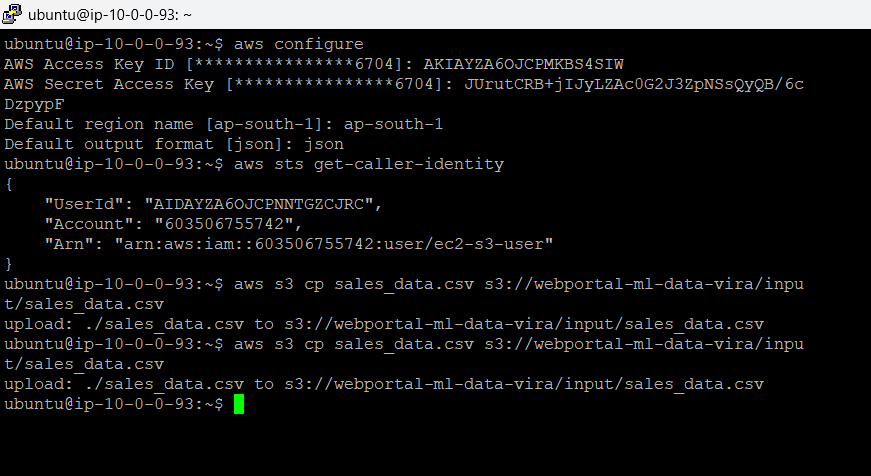 ubuntu@ip-10-0-0-93: ~
ubuntu@ip-10-0-0-93:~$ aws configure
AWS Access Key ID [****************6704]: AKIAYZA6OJCPMKBS4SIW
AWS Secret Access Key [****************6704]: JUrutCRB+jIJyLZAc0G2J3ZpNSsQyQB/6c
DzpypF
Default region name [ap-south-1]: ap-south-1
Default output format [json]: json
ubuntu@ip-10-0-0-93:~$ aws sts get-caller-identity
{
    "UserId": "AIDAYZA6OJCPNNTGZCJRC",
    "Account": "603506755742",
    "Arn": "arn:aws:iam::603506755742:user/ec2-s3-user"
}
ubuntu@ip-10-0-0-93:~$ aws s3 cp sales_data.csv s3://webportal-ml-data-vira/inpu
t/sales_data.csv
upload: ./sales_data.csv to s3://webportal-ml-data-vira/input/sales_data.csv
ubuntu@ip-10-0-0-93:~$ aws s3 cp sales_data.csv s3://webportal-ml-data-vira/inpu
t/sales_data.csv
upload: ./sales_data.csv to s3://webportal-ml-data-vira/input/sales_data.csv
ubuntu@ip-10-0-0-93:~$